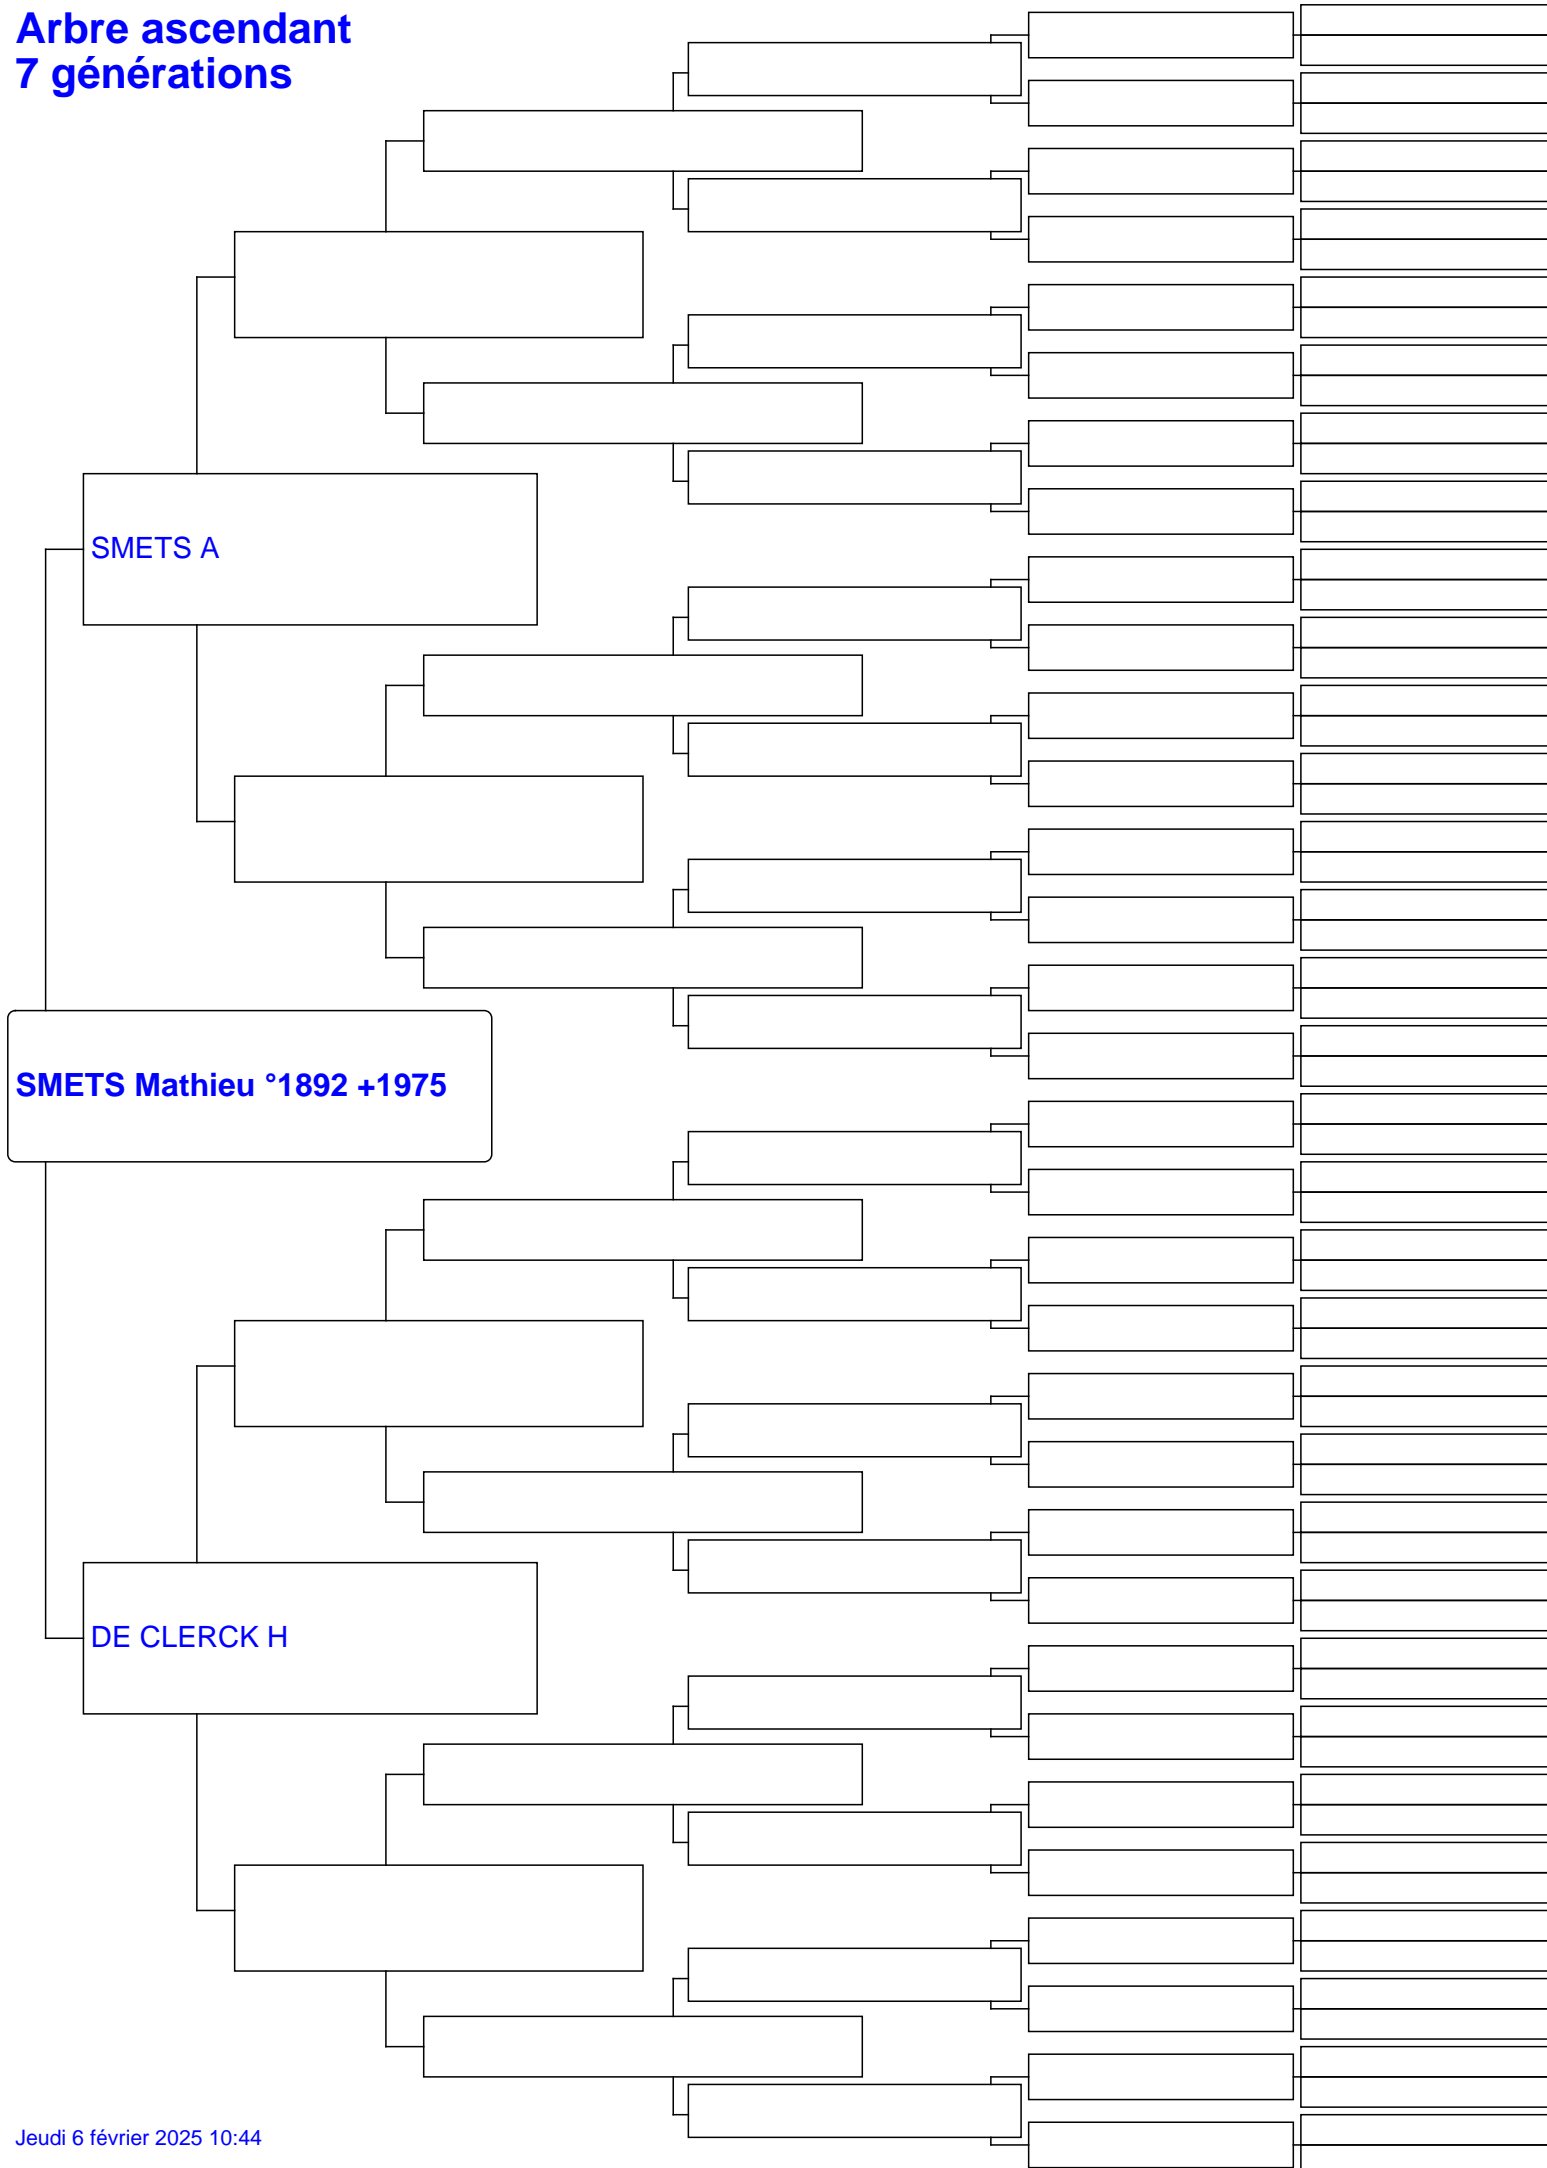 Arbre ascendant
7 générations
SMETS A
SMETS Mathieu °1892 +1975
DE CLERCK H
Jeudi 6 février 2025 10:44